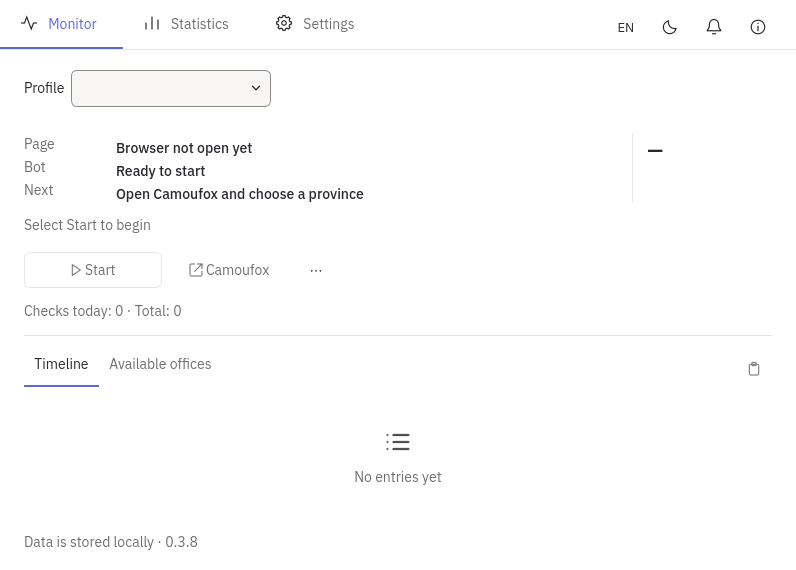 Monitor
Statistics
Settings
EN
Profile
Page
Browser not open yet
Bot
Ready to start
Next
Open Camoufox and choose a province
—
Select Start to begin
Start
Camoufox
...
Checks today: 0 · Total: 0
Timeline
Available offices
No entries yet
Data is stored locally · 0.3.8